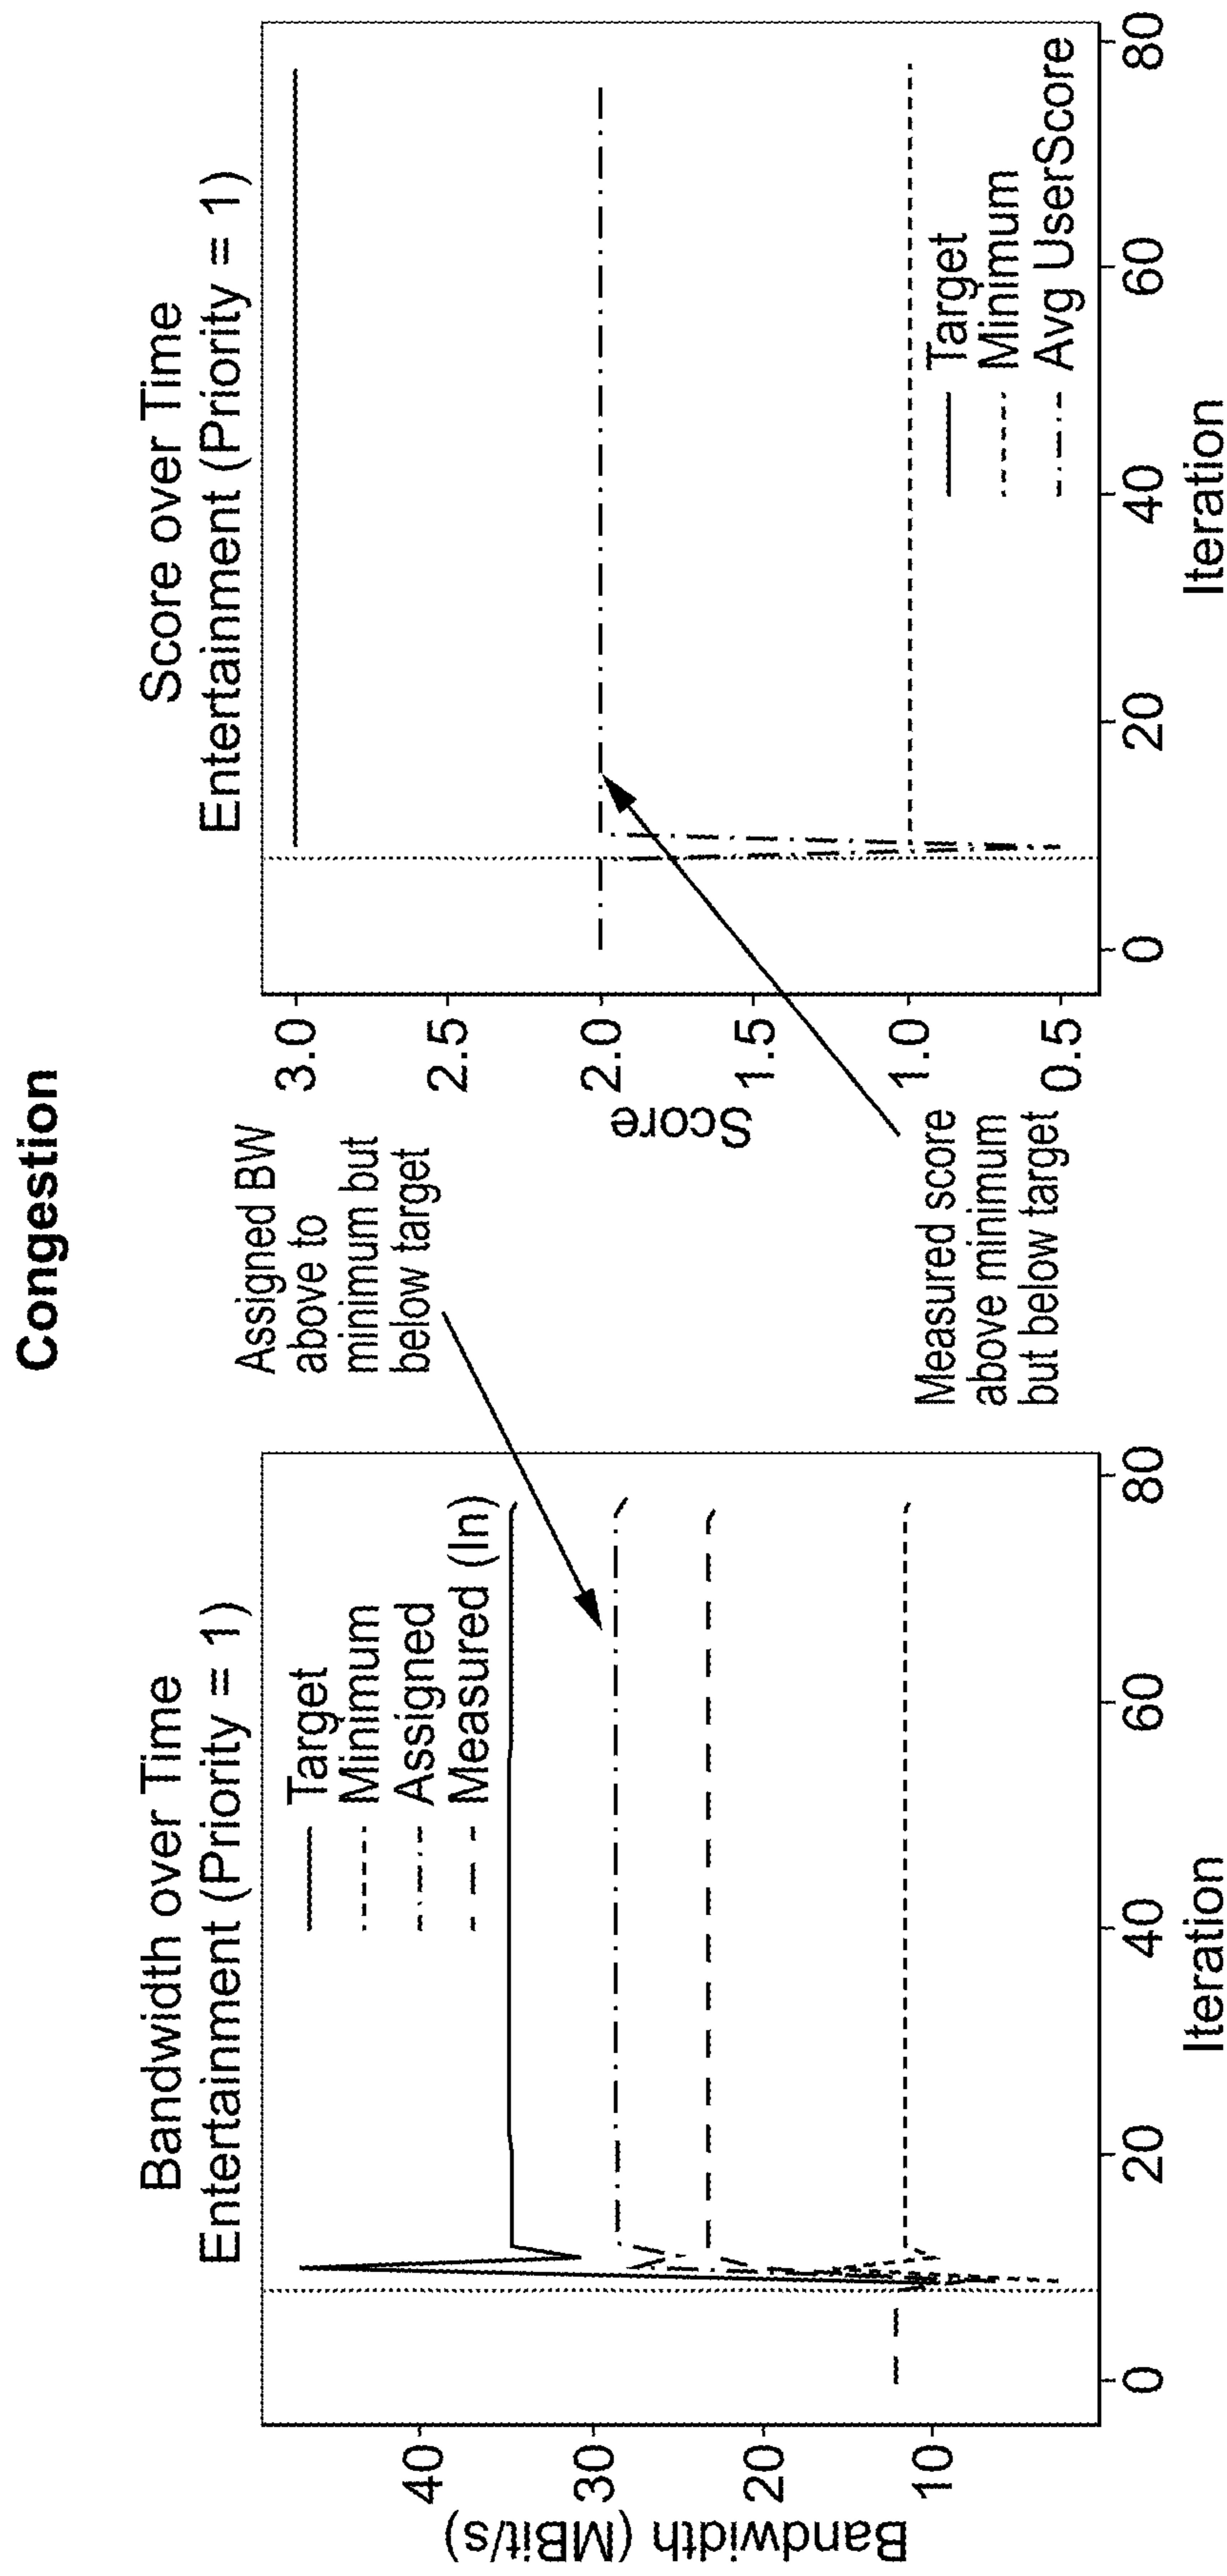 Congestion
Bandwidth over Time
Entertainment (Priority = 1)
Target
Minimum
Assigned
Measured (In)
40
30
20
10
Bandwidth (MBit/s)
0
20
40
60
80
Iteration
Assigned BW
above to
minimum but
below target
Measured score
above minimum
but below target
Score over Time
Entertainment (Priority = 1)
3.0
2.5
2.0
1.5
1.0
0.5
Score
Target
Minimum
Avg UserScore
0
20
40
60
80
Iteration